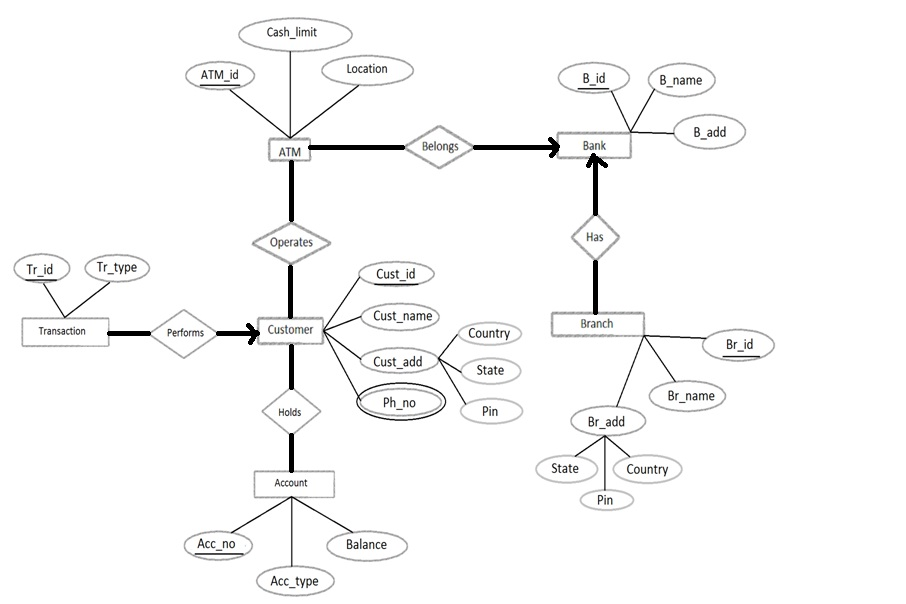 Cash_limit
ATM_id
Location
B_id
B_name
B_add
ATM
Belongs
Bank
Operates
Has
Tr_id
Tr_type
Cust_id
Cust_name
Transaction
Performs
Customer
Branch
Country
Br_id
Cust_add
State
Br_name
Ph_no
Pin
Holds
Br_add
State
Country
Pin
Account
Acc_no
Balance
Acc_type